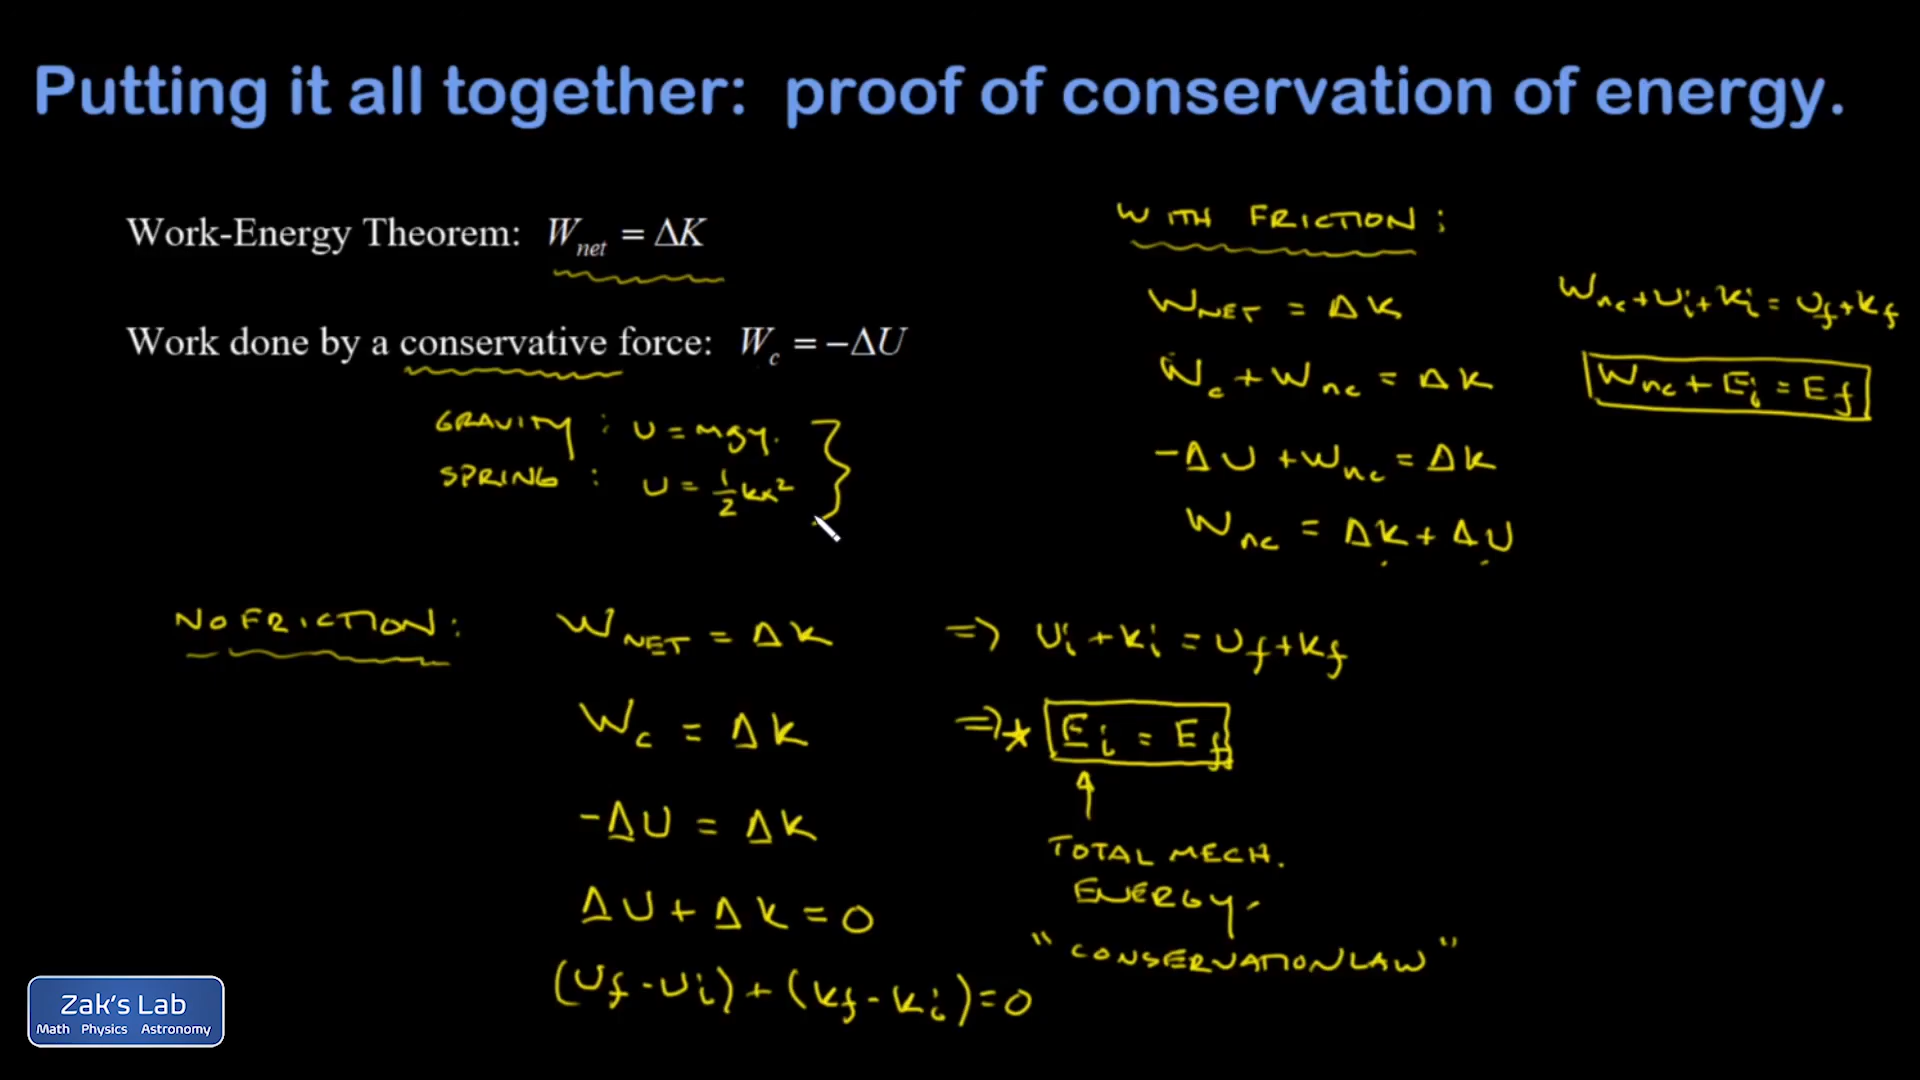 Putting it all together: proof of conservation of energy.
Work-Energy Theorem: W_net = ΔK
Work done by a conservative force: W_c = −ΔU
GRAVITY : U = mgy.
SPRING : U = 1/2 kx²
NO FRICTION:
W_NET = ΔK
W_c = ΔK
-ΔU = ΔK
ΔU + ΔK = 0
(U_f - U_i) + (K_f - K_i) = 0
=> U_i + K_i = U_f + K_f
=> ★ E_i = E_f
↑
TOTAL MECH.
ENERGY.
"CONSERVATION LAW"
WITH FRICTION:
W_NET = ΔK
W_c + W_nc = ΔK
-ΔU + W_nc = ΔK
W_nc = ΔK + ΔU
W_nc + U_i + K_i = U_f + K_f
W_nc + E_i = E_f
Zak's Lab
Math Physics Astronomy